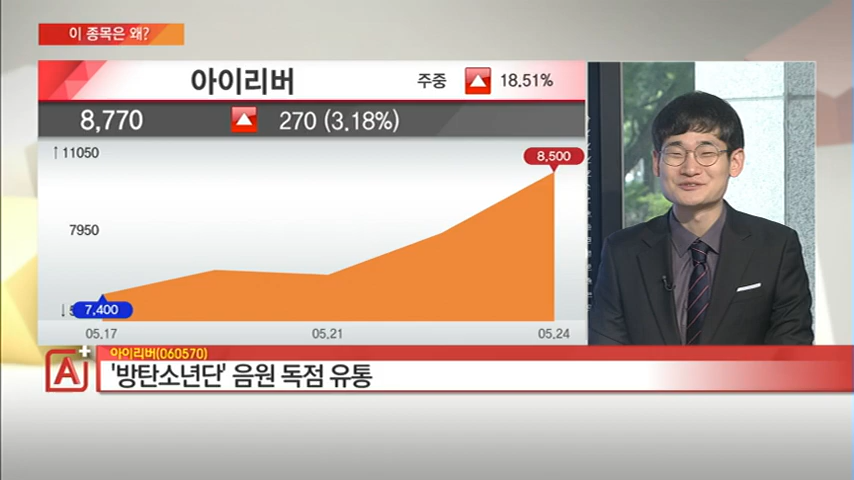 이 종목은 왜?
아이리버 주중 18.51%
8,770 270 (3.18%)
↑11050
8,500
7950
7,400
05.17 05.21 05.24
아이리버(060570)
A+
'방탄소년단' 음원 독점 유통